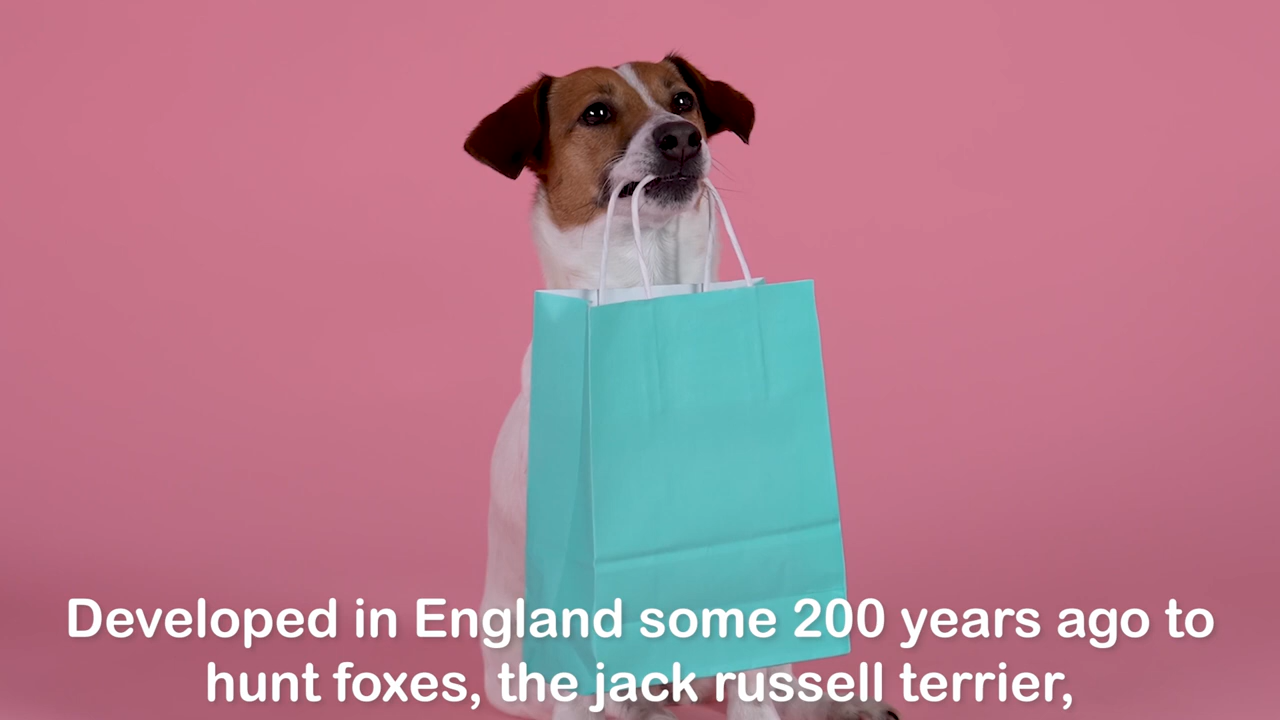 Developed in England some 200 years ago to
hunt foxes, the jack russell terrier,